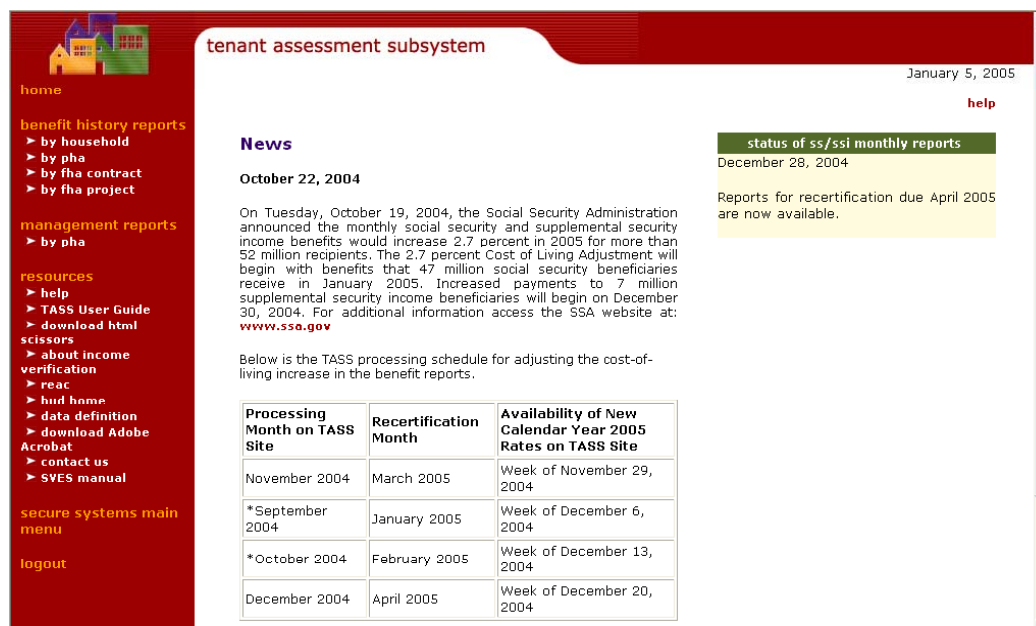 tenant assessment subsystem
January 5, 2005
help
home
benefit history reports
➤ by household
➤ by pha
➤ by fha contract
➤ by fha project
management reports
➤ by pha
resources
➤ help
➤ TASS User Guide
➤ download html
scissors
➤ about income
verification
➤ reac
➤ hud home
➤ data definition
➤ download Adobe
Acrobat
➤ contact us
➤ SVES manual
secure systems main
menu
logout
News
October 22, 2004
On Tuesday, October 19, 2004, the Social Security Administration
announced the monthly social security and supplemental security
income benefits would increase 2.7 percent in 2005 for more than
52 million recipients. The 2.7 percent Cost of Living Adjustment will
begin with benefits that 47 million social security beneficiaries
receive in January 2005. Increased payments to 7 million
supplemental security income beneficiaries will begin on December
30, 2004. For additional information access the SSA website at:
www.ssa.gov
Below is the TASS processing schedule for adjusting the cost-of-
living increase in the benefit reports.
Processing
Month on TASS
Site
Recertification
Month
Availability of New
Calendar Year 2005
Rates on TASS Site
November 2004
March 2005
Week of November 29,
2004
*September
2004
January 2005
Week of December 6,
2004
*October 2004
February 2005
Week of December 13,
2004
December 2004
April 2005
Week of December 20,
2004
status of ss/ssi monthly reports
December 28, 2004
Reports for recertification due April 2005
are now available.